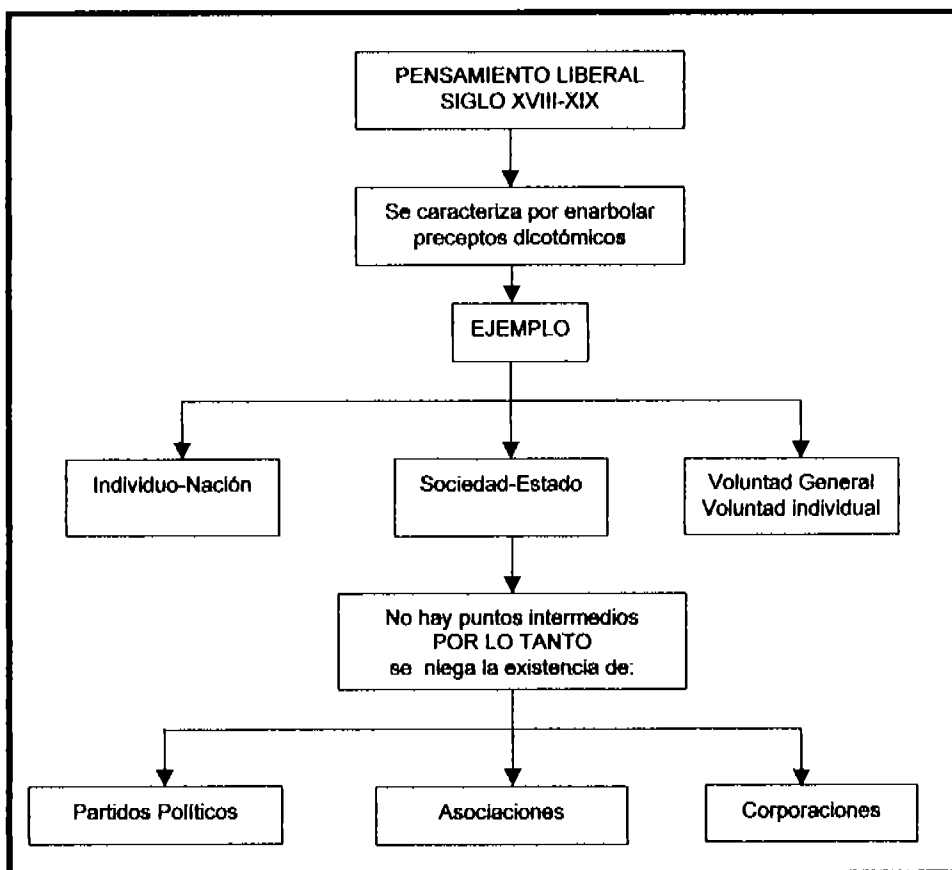 PENSAMIENTO LIBERAL
SIGLO XVIII-XIX
Se caracteriza por enarbolar
preceptos dicotómicos
EJEMPLO
Individuo-Nación
Sociedad-Estado
Voluntad General
Voluntad individual
No hay puntos intermedios
POR LO TANTO
se niega la existencia de:
Partidos Políticos
Asociaciones
Corporaciones